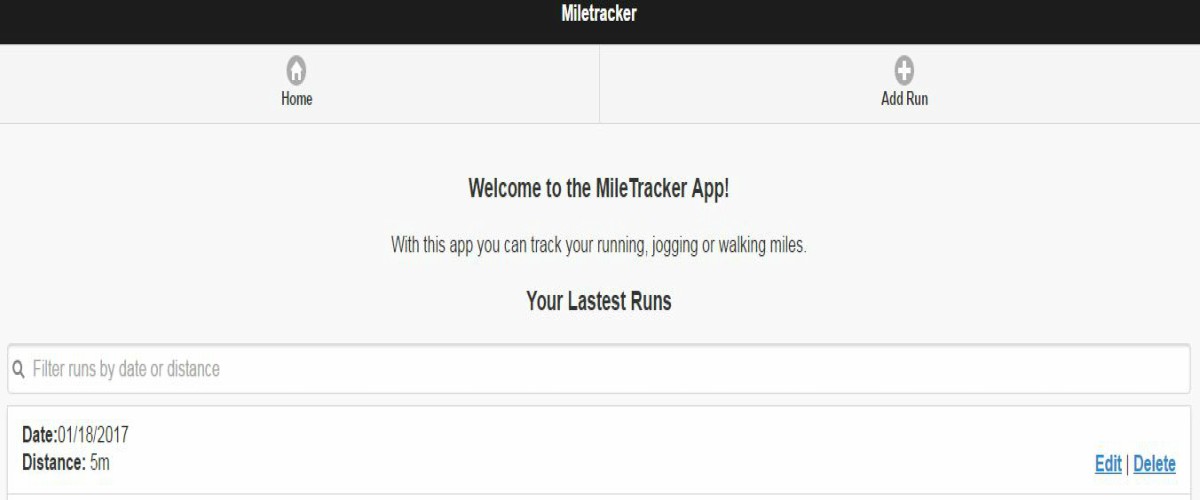 Miletracker
Home
Add Run
Welcome to the MileTracker App!
With this app you can track your running, jogging or walking miles.
Your Lastest Runs
Filter runs by date or distance
Date:01/18/2017
Distance: 5m
Edit | Delete